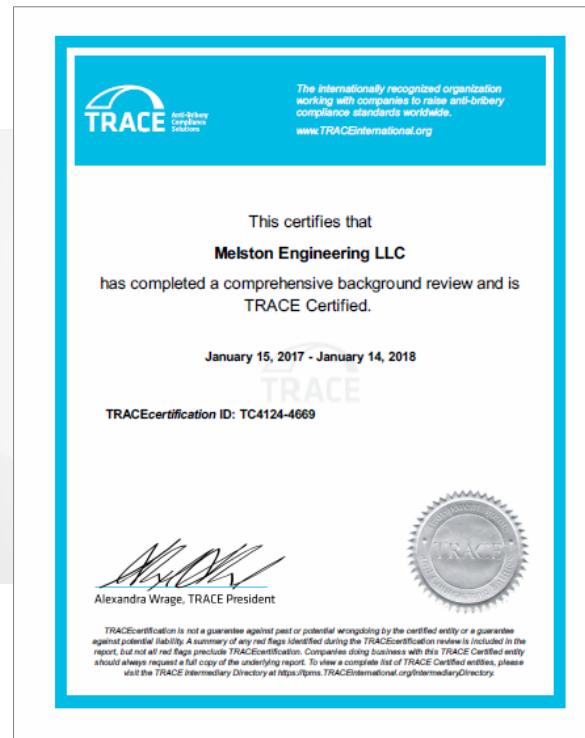 TRACE Anti-Bribery
Compliance
Solutions
The internationally recognized organization
working with companies to raise anti-bribery
compliance standards worldwide.
www.TRACEinternational.org
This certifies that
Melston Engineering LLC
has completed a comprehensive background review and is
TRACE Certified.
January 15, 2017 - January 14, 2018
TRACE
TRACEcertification ID: TC4124-4669
TRACE
Alexandra Wrage, TRACE President
TRACEcertification is not a guarantee against past or potential wrongdoing by the certified entity or a guarantee
against potential liability. A summary of any red flags identified during the TRACEcertification review is included in the
report, but not all red flags preclude TRACEcertification. Companies doing business with this TRACE Certified entity
should always request a full copy of the underlying report. To view a complete list of TRACE Certified entities, please
visit the TRACE Intermediary Directory at https://tpms.TRACEinternational.org/IntermediaryDirectory.